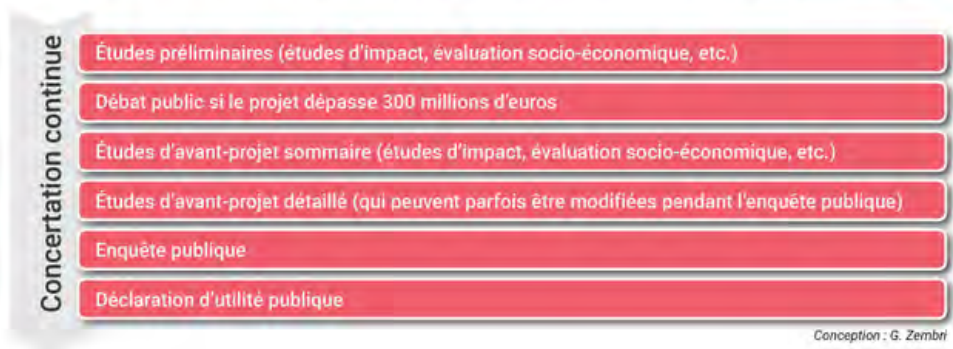 Concertation continue
Études préliminaires (études d'impact, évaluation socio-économique, etc.)
Débat public si le projet dépasse 300 millions d'euros
Études d'avant-projet sommaire (études d'impact, évaluation socio-économique, etc.)
Études d'avant-projet détaillé (qui peuvent parfois être modifiées pendant l'enquête publique)
Enquête publique
Déclaration d'utilité publique
Conception : G. Zembri